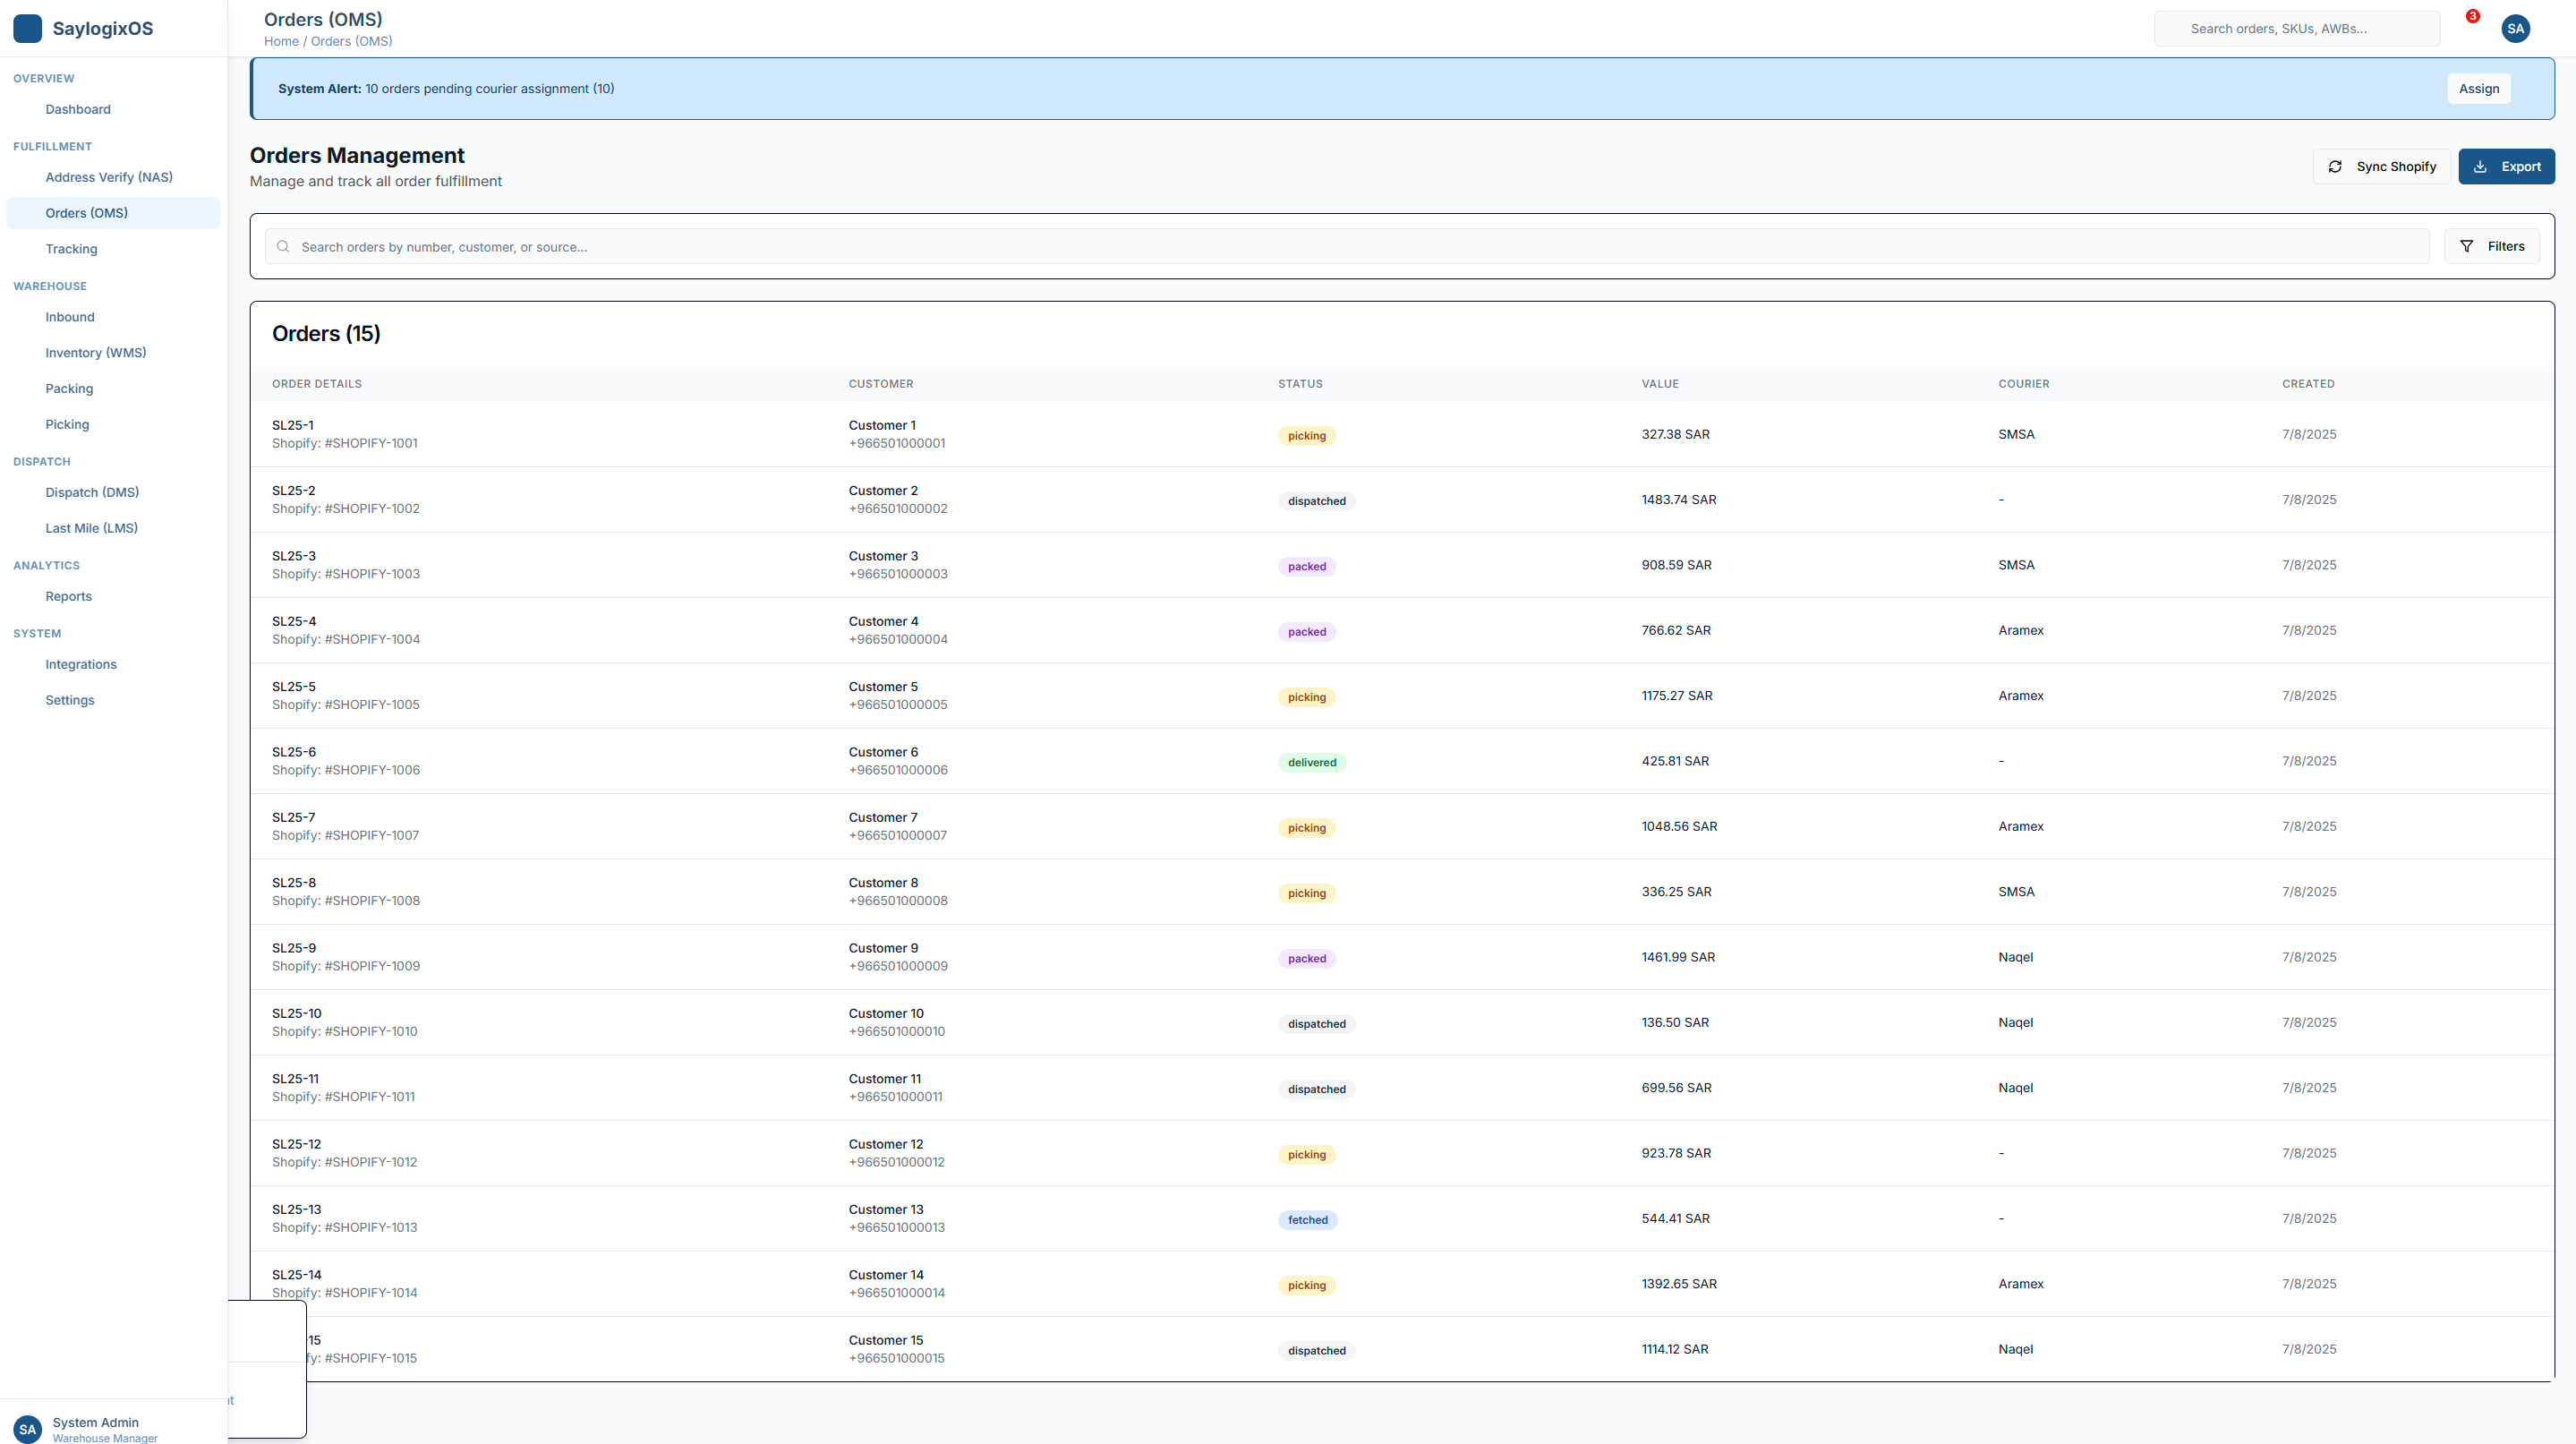 SaylogixOS
OVERVIEW
Dashboard
FULFILLMENT
Address Verify (NAS)
Orders (OMS)
Tracking
WAREHOUSE
Inbound
Inventory (WMS)
Packing
Picking
DISPATCH
Dispatch (DMS)
Last Mile (LMS)
ANALYTICS
Reports
SYSTEM
Integrations
Settings
SA
System Admin
Warehouse Manager
Orders (OMS)
Home / Orders (OMS)
Search orders, SKUs, AWBs...
3
SA
System Alert: 10 orders pending courier assignment (10)
Assign
Orders Management
Manage and track all order fulfillment
Sync Shopify
Export
Search orders by number, customer, or source...
Filters
Orders (15)
ORDER DETAILS CUSTOMER STATUS VALUE COURIER CREATED
SL25-1 Customer 1
Shopify: #SHOPIFY-1001 +966501000001
picking 327.38 SAR SMSA 7/8/2025
SL25-2 Customer 2
Shopify: #SHOPIFY-1002 +966501000002
dispatched 1483.74 SAR - 7/8/2025
SL25-3 Customer 3
Shopify: #SHOPIFY-1003 +966501000003
packed 908.59 SAR SMSA 7/8/2025
SL25-4 Customer 4
Shopify: #SHOPIFY-1004 +966501000004
packed 766.62 SAR Aramex 7/8/2025
SL25-5 Customer 5
Shopify: #SHOPIFY-1005 +966501000005
picking 1175.27 SAR Aramex 7/8/2025
SL25-6 Customer 6
Shopify: #SHOPIFY-1006 +966501000006
delivered 425.81 SAR - 7/8/2025
SL25-7 Customer 7
Shopify: #SHOPIFY-1007 +966501000007
picking 1048.56 SAR Aramex 7/8/2025
SL25-8 Customer 8
Shopify: #SHOPIFY-1008 +966501000008
picking 336.25 SAR SMSA 7/8/2025
SL25-9 Customer 9
Shopify: #SHOPIFY-1009 +966501000009
packed 1461.99 SAR Naqel 7/8/2025
SL25-10 Customer 10
Shopify: #SHOPIFY-1010 +966501000010
dispatched 136.50 SAR Naqel 7/8/2025
SL25-11 Customer 11
Shopify: #SHOPIFY-1011 +966501000011
dispatched 699.56 SAR Naqel 7/8/2025
SL25-12 Customer 12
Shopify: #SHOPIFY-1012 +966501000012
picking 923.78 SAR - 7/8/2025
SL25-13 Customer 13
Shopify: #SHOPIFY-1013 +966501000013
fetched 544.41 SAR - 7/8/2025
SL25-14 Customer 14
Shopify: #SHOPIFY-1014 +966501000014
picking 1392.65 SAR Aramex 7/8/2025
-15 Customer 15
fy: #SHOPIFY-1015 +966501000015
dispatched 1114.12 SAR Naqel 7/8/2025